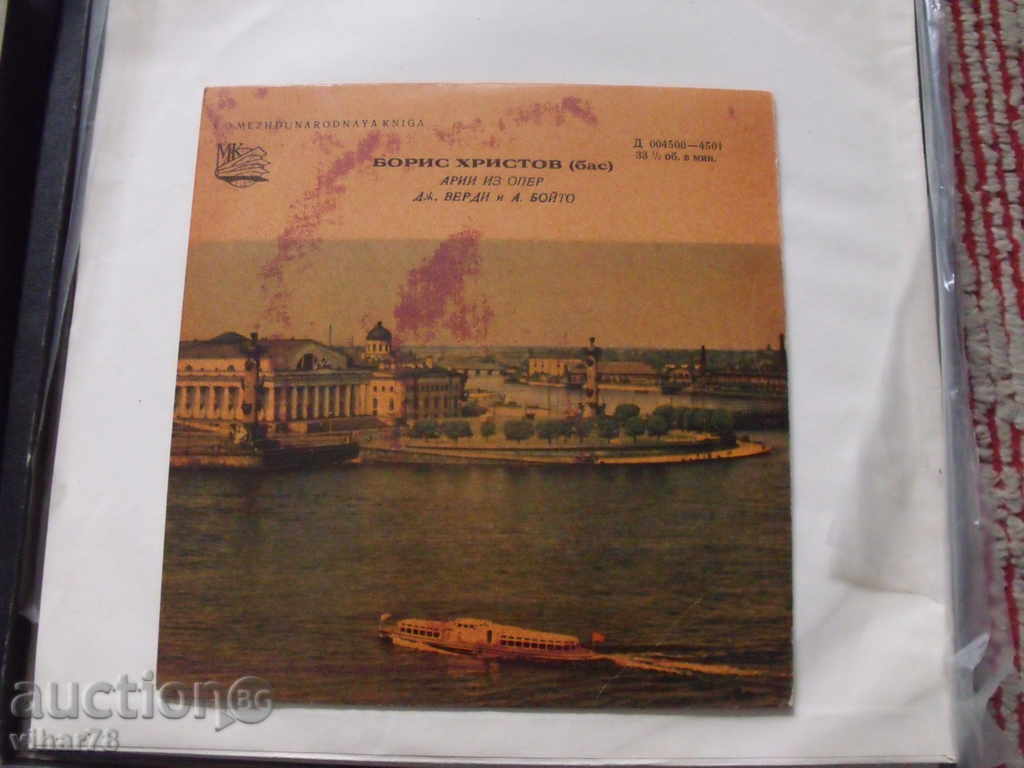 MEZHDUNARODNAYA KNIGA
МК
Д 004500—4501
33 ⅓ об. в мин.
БОРИС ХРИСТОВ (бас)
АРИИ ИЗ ОПЕР
Дж. ВЕРДИ и А. БОЙТО
auction BG
vihar78